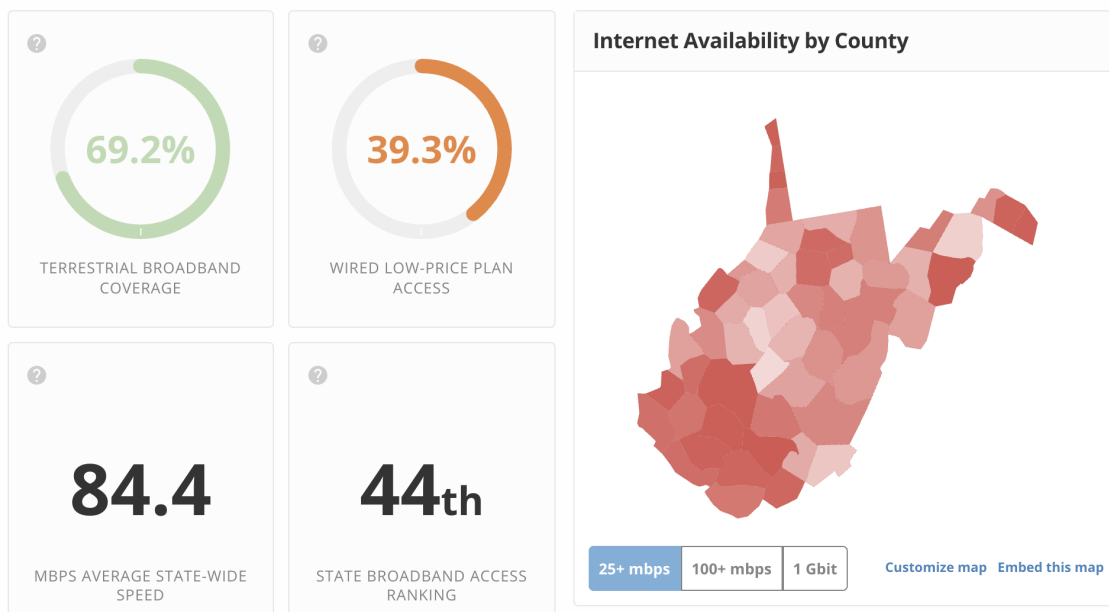 ?
69.2%
TERRESTRIAL BROADBAND
COVERAGE
?
39.3%
WIRED LOW-PRICE PLAN
ACCESS
?
84.4
MBPS AVERAGE STATE-WIDE
SPEED
?
44th
STATE BROADBAND ACCESS
RANKING
Internet Availability by County
25+ mbps 100+ mbps 1 Gbit
Customize map Embed this map